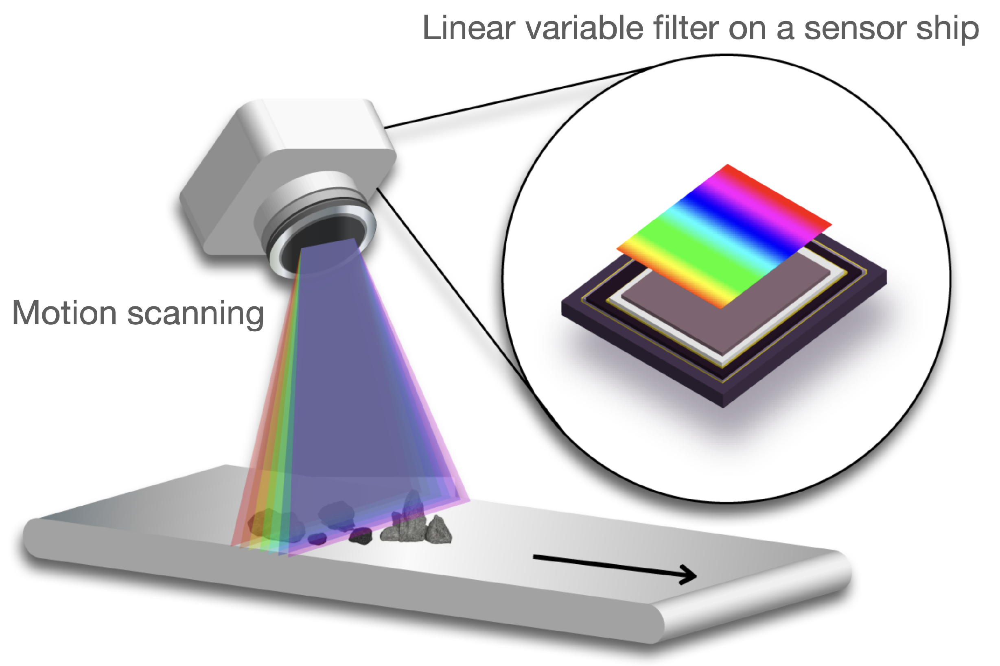 Linear variable filter on a sensor ship
Motion scanning